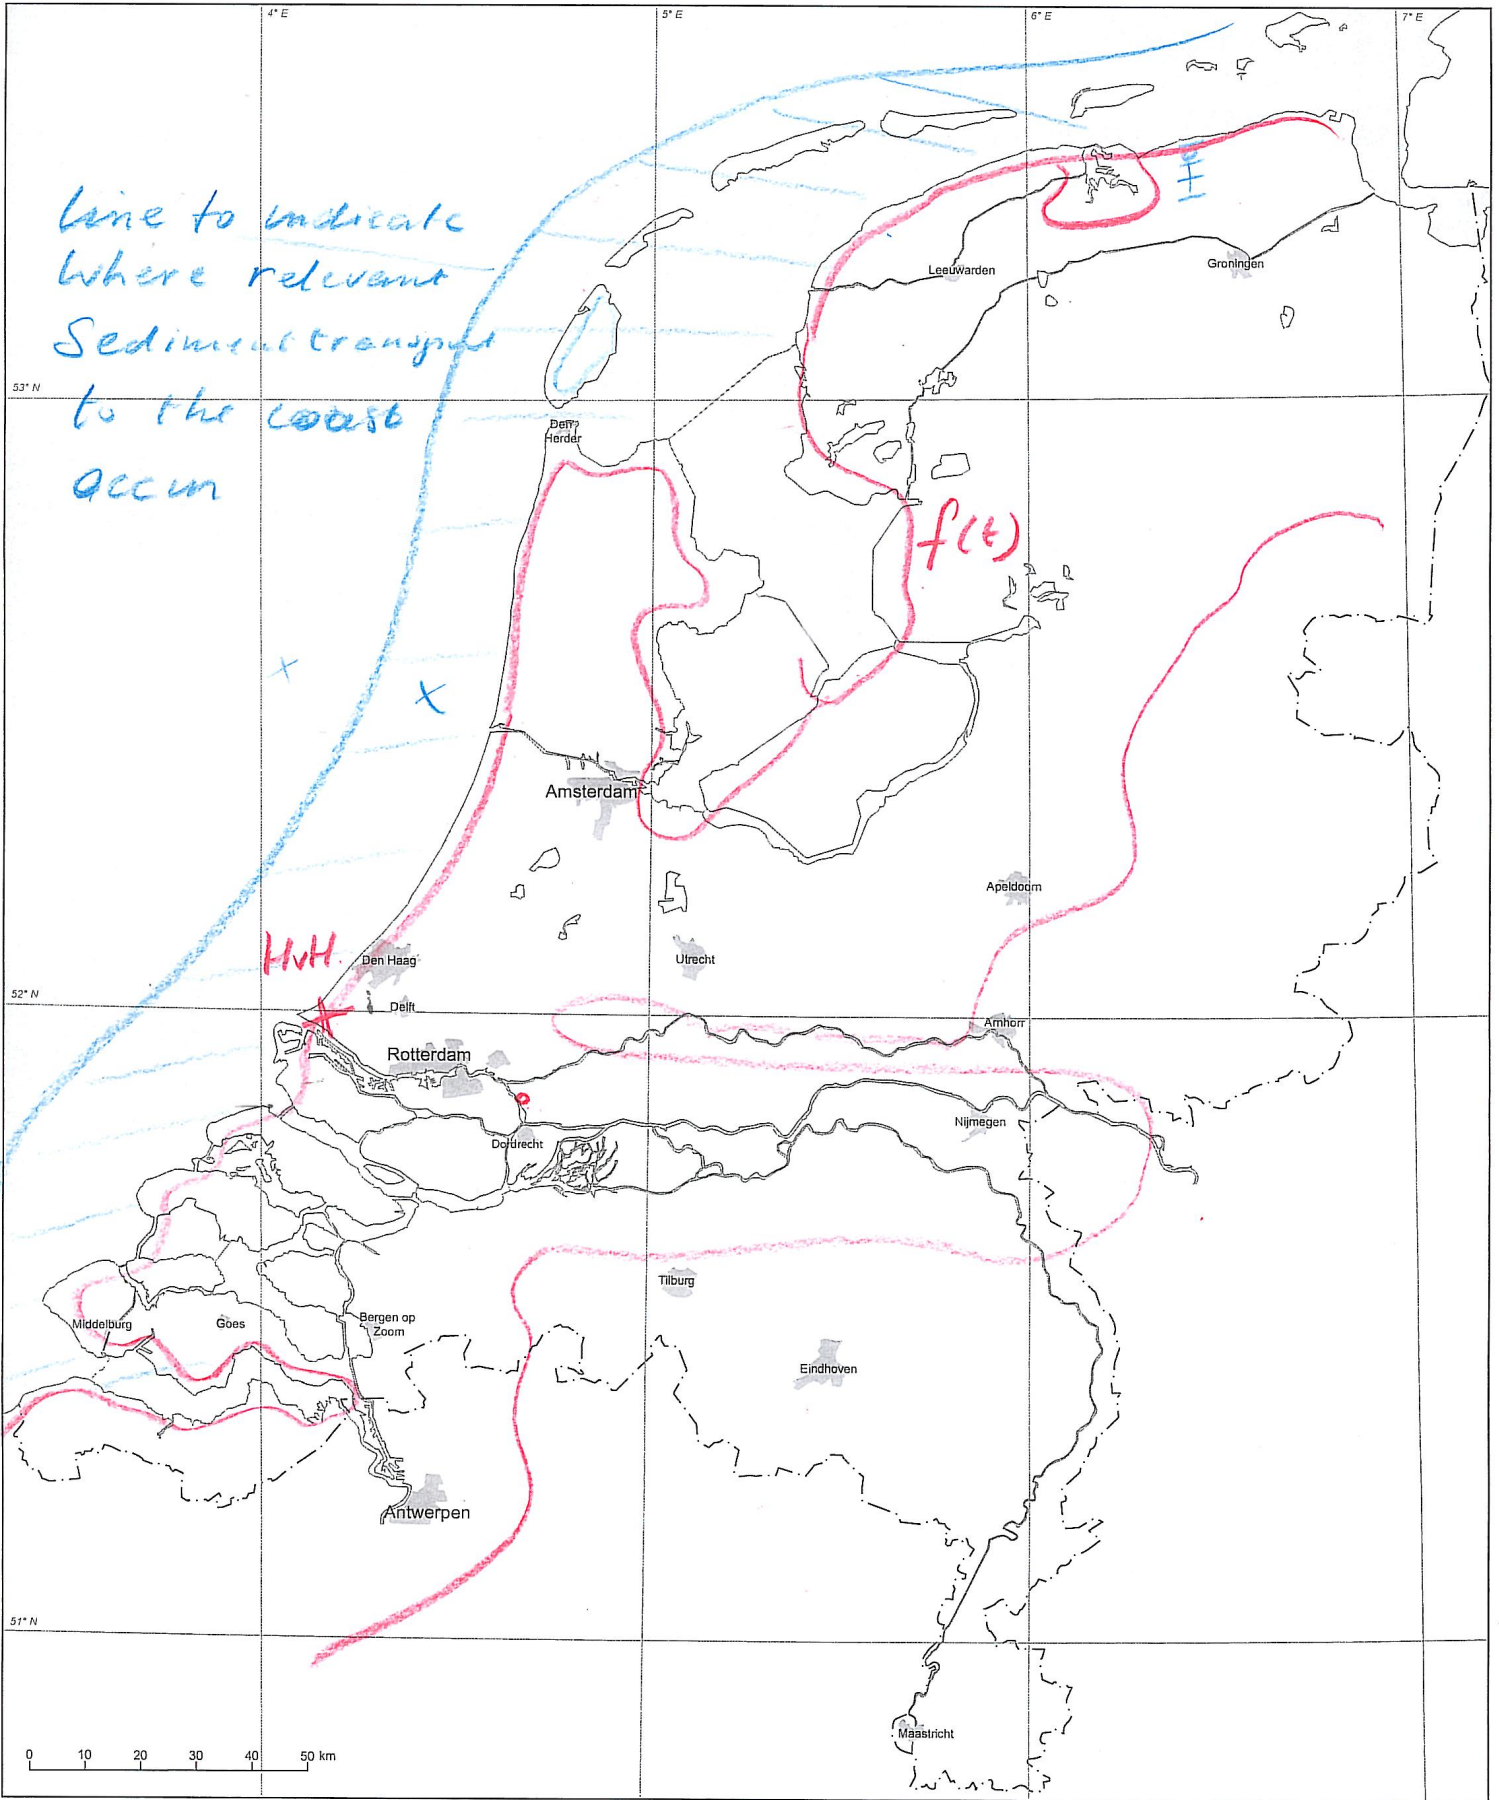 4° E
5° E
6° E
7° E
line to indicate
where relevant
Sediment transport
to the coast
occur
Leeuwarden
Groningen
53° N
Den
Helder
f(t)
Amsterdam
Apeldoorn
HvH.
Den Haag
Utrecht
52° N
Delft
Arnhem
Rotterdam
Nijmegen
Dordrecht
Tilburg
Middelburg
Goes
Bergen op
Zoom
Eindhoven
Antwerpen
51° N
Maastricht
0 10 20 30 40 50 km